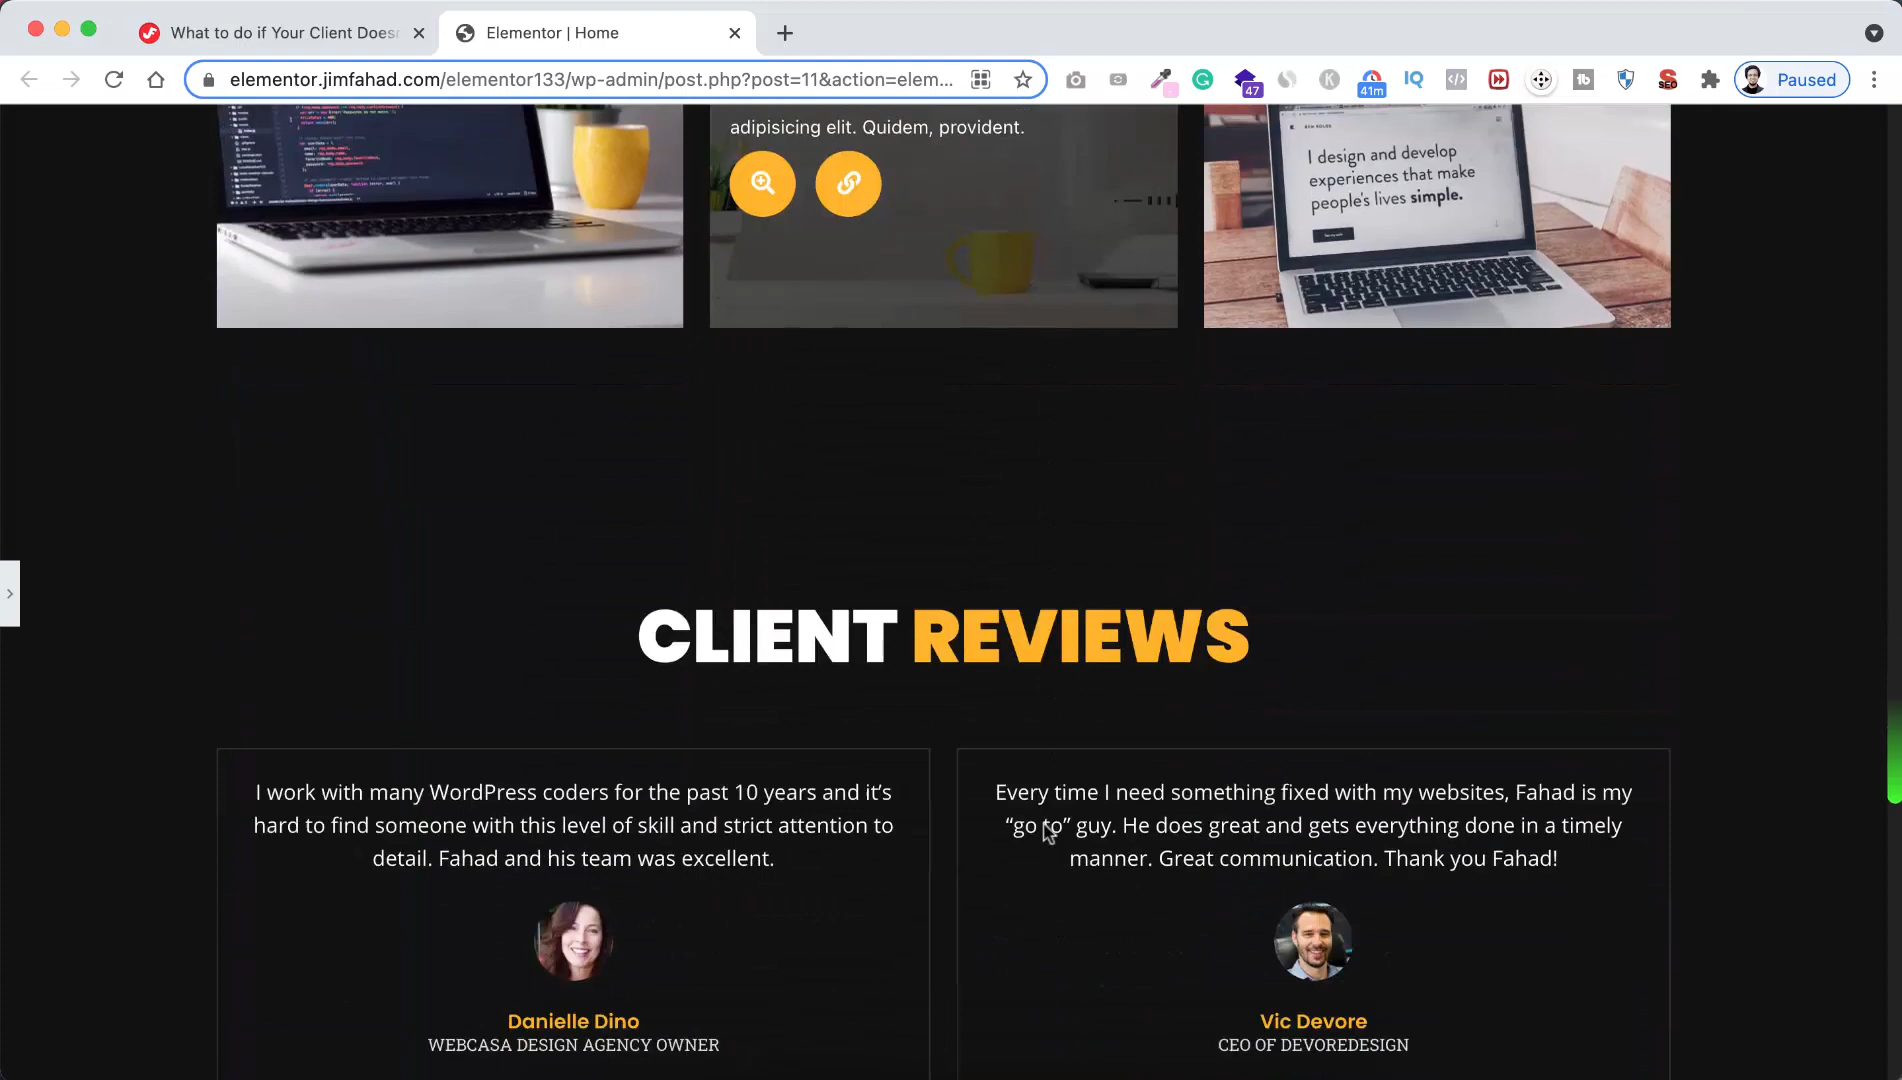 What to do if Your Client Does
Elementor | Home
elementor.jimfahad.com/elementor133/wp-admin/post.php?post=11&action=elem...
47
41m
IQ
SEO
Paused
adipisicing elit. Quidem, provident.
I design and develop
experiences that make
people's lives simple.
CLIENT REVIEWS
I work with many WordPress coders for the past 10 years and it's
hard to find someone with this level of skill and strict attention to
detail. Fahad and his team was excellent.
Danielle Dino
WEBCASA DESIGN AGENCY OWNER
Every time I need something fixed with my websites, Fahad is my
“go to” guy. He does great and gets everything done in a timely
manner. Great communication. Thank you Fahad!
Vic Devore
CEO OF DEVOREDESIGN